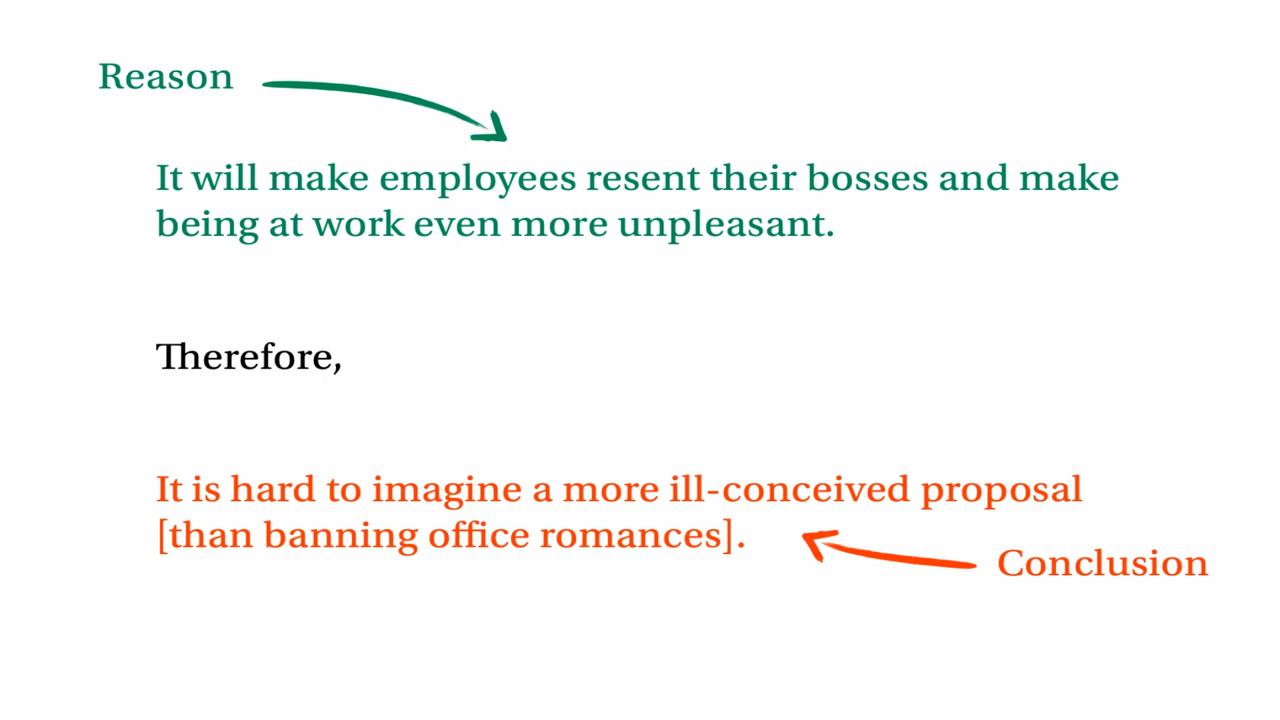 Reason
It will make employees resent their bosses and make
being at work even more unpleasant.
Therefore,
It is hard to imagine a more ill-conceived proposal
[than banning office romances].
Conclusion